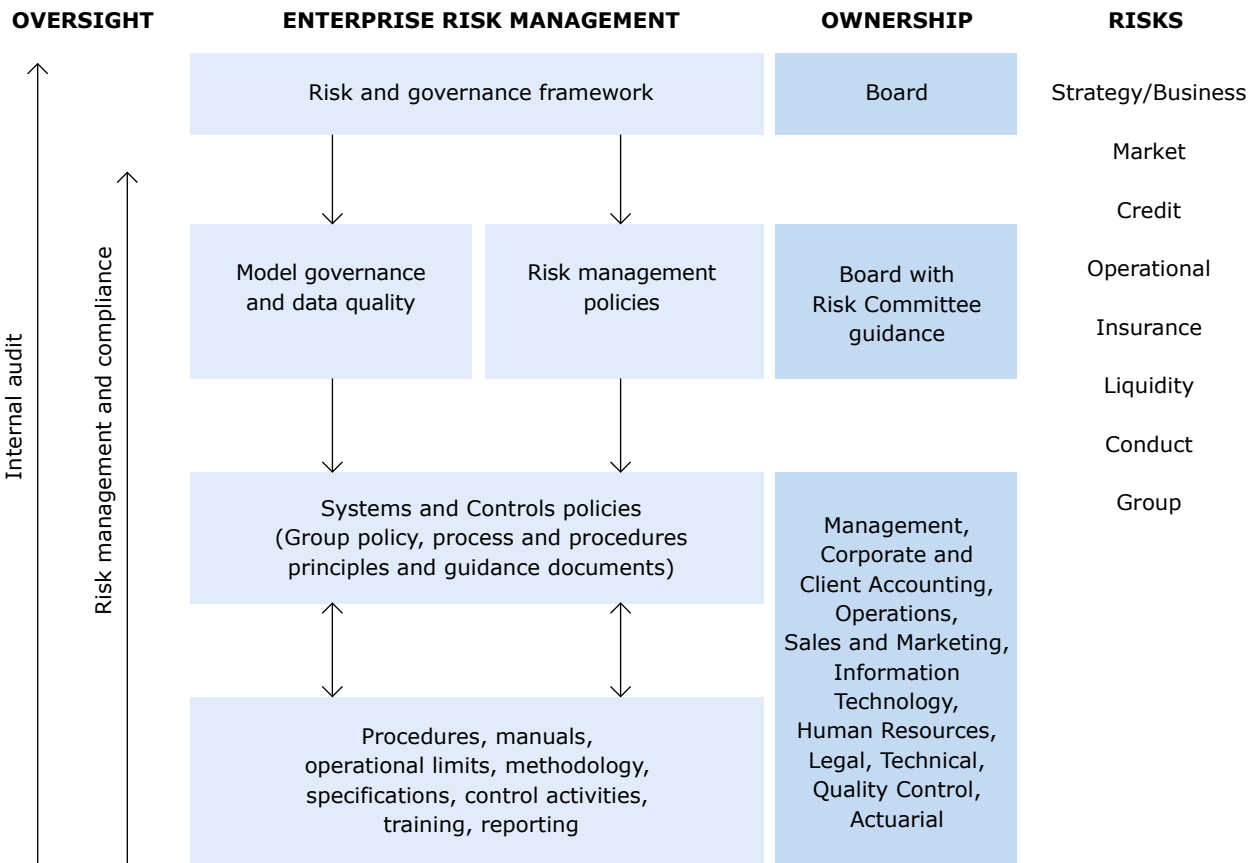 OVERSIGHT
ENTERPRISE RISK MANAGEMENT
OWNERSHIP
RISKS
Internal audit
Risk management and compliance
Risk and governance framework
Model governance
and data quality
Risk management
policies
Systems and Controls policies
(Group policy, process and procedures
principles and guidance documents)
Procedures, manuals,
operational limits, methodology,
specifications, control activities,
training, reporting
Board
Board with
Risk Committee
guidance
Management,
Corporate and
Client Accounting,
Operations,
Sales and Marketing,
Information
Technology,
Human Resources,
Legal, Technical,
Quality Control,
Actuarial
Strategy/Business
Market
Credit
Operational
Insurance
Liquidity
Conduct
Group